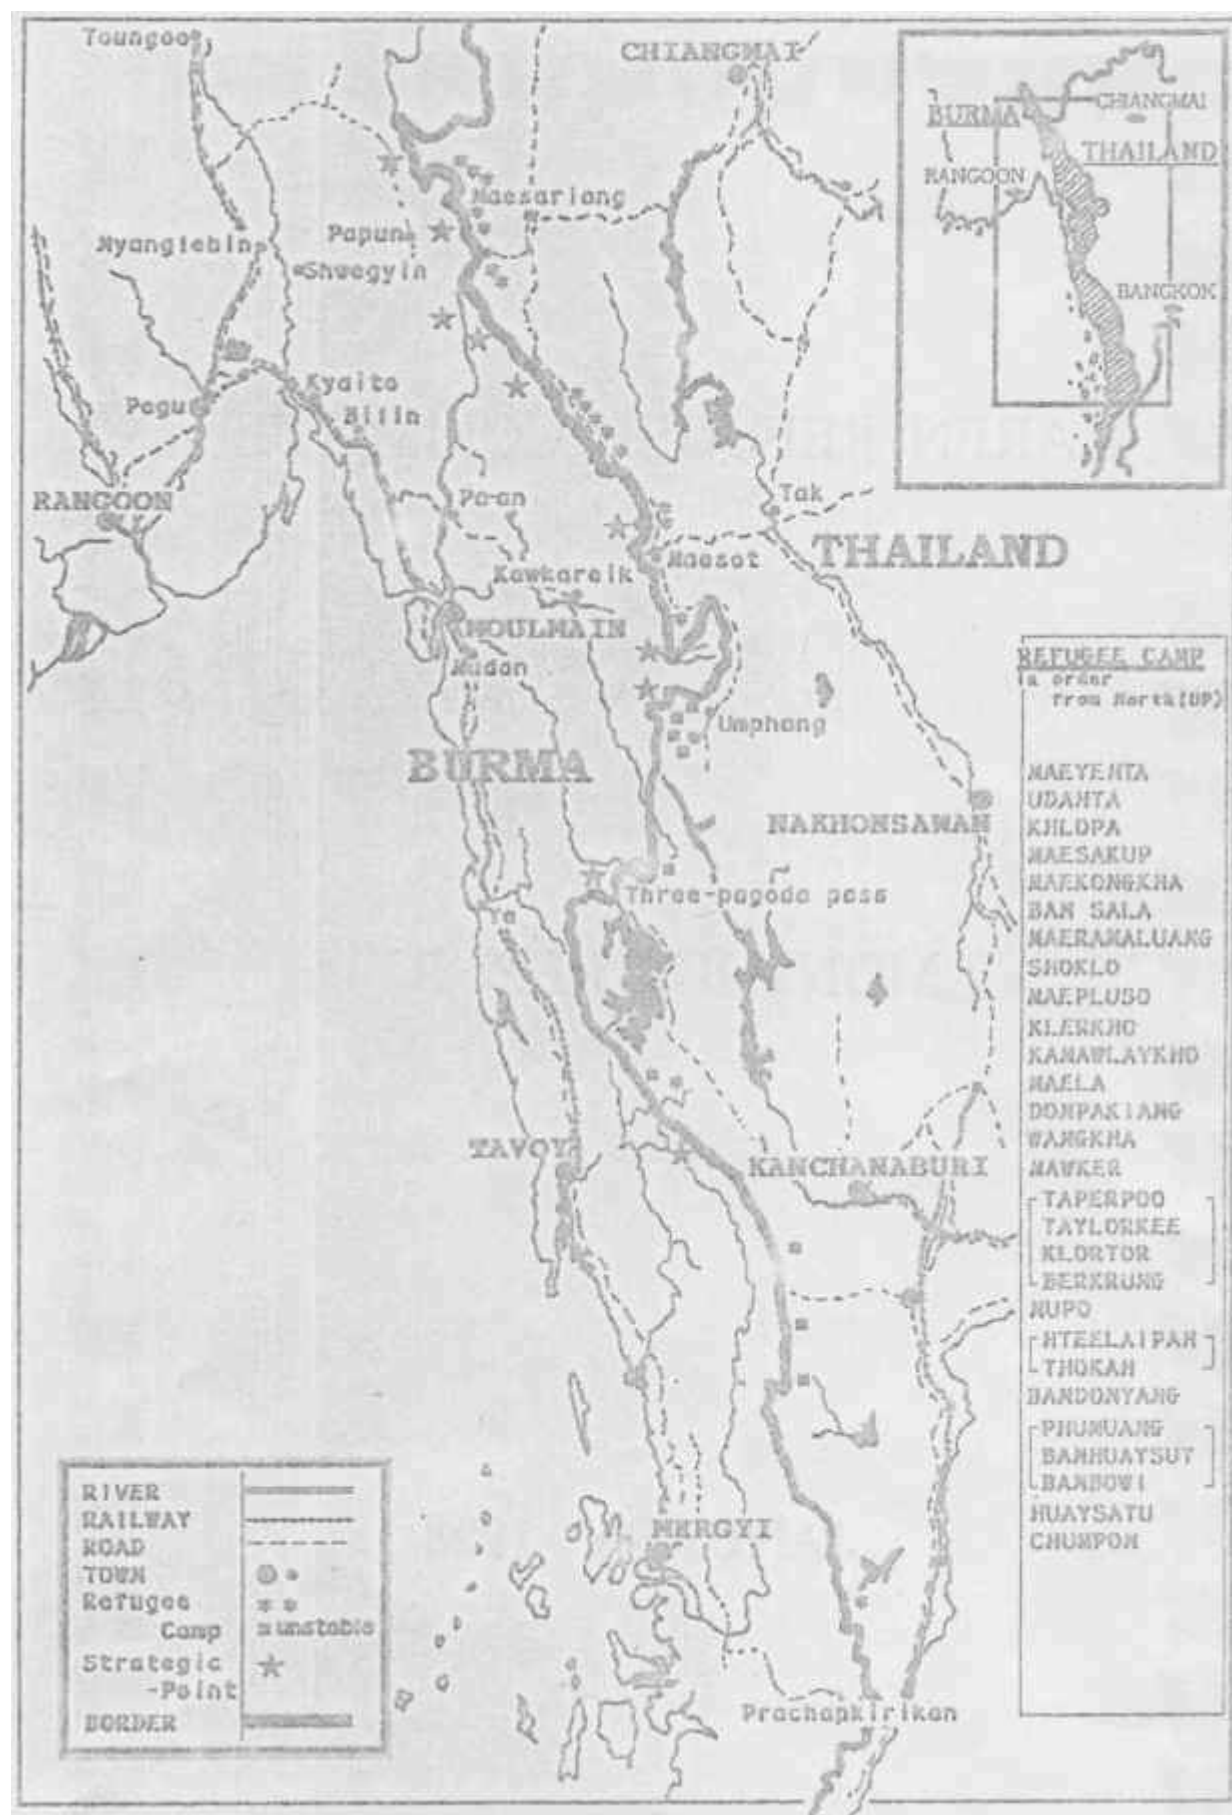 Toungoo
CHIANGMAI
Maesariang
Papun
Nyanglebin
Shwegyin
Kyaito
Bilin
Pegu
RANGOON
Pa-an
Tak
THAILAND
Maesot
Kawkareik
MOULMAIN
Mudon
Umphang
BURMA
NAKHONSAWAN
Three-pagoda pass
Ye
TAVOY
KANCHANABURI
MERGYI
Prachapkirikan
BURMA
CHIANGMAI
THAILAND
RANGOON
BANGKOK
REFUGEE CAMP
in order
from North(UP)
MAEYEHTA
UDAHTA
KHLOPA
MAESAKUP
MAEKONGKHA
BAN SALA
MAERAMALUANG
SHOKLO
MAEPLUSO
KLERKHO
KAMAWLAYKHO
MAELA
DONPAKIANG
WANGKHA
MAWKER
TAPERPOO
TAYLORKEE
KLORTOR
BERKRUNG
NUPO
HTEELAIPAH
THOKAH
BANDONYANG
PHUMUANG
BANHUAYSUT
BANBOWI
HUAYSATU
CHUMPON
RIVER
RAILWAY
ROAD
TOWN
Refugee
Camp
unstable
Strategic
-Point
BORDER